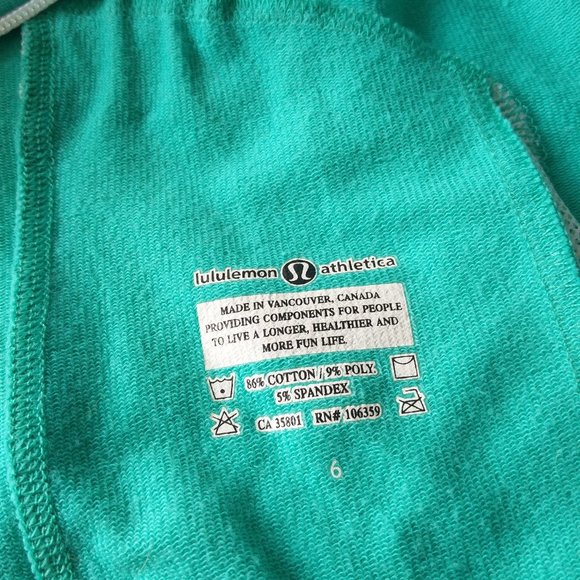 lululemon athletica
MADE IN VANCOUVER, CANADA
PROVIDING COMPONENTS FOR PEOPLE
TO LIVE A LONGER, HEALTHIER AND
MORE FUN LIFE.
86% COTTON / 9% POLY.
5% SPANDEX
CA 35801 RN# 106359
6